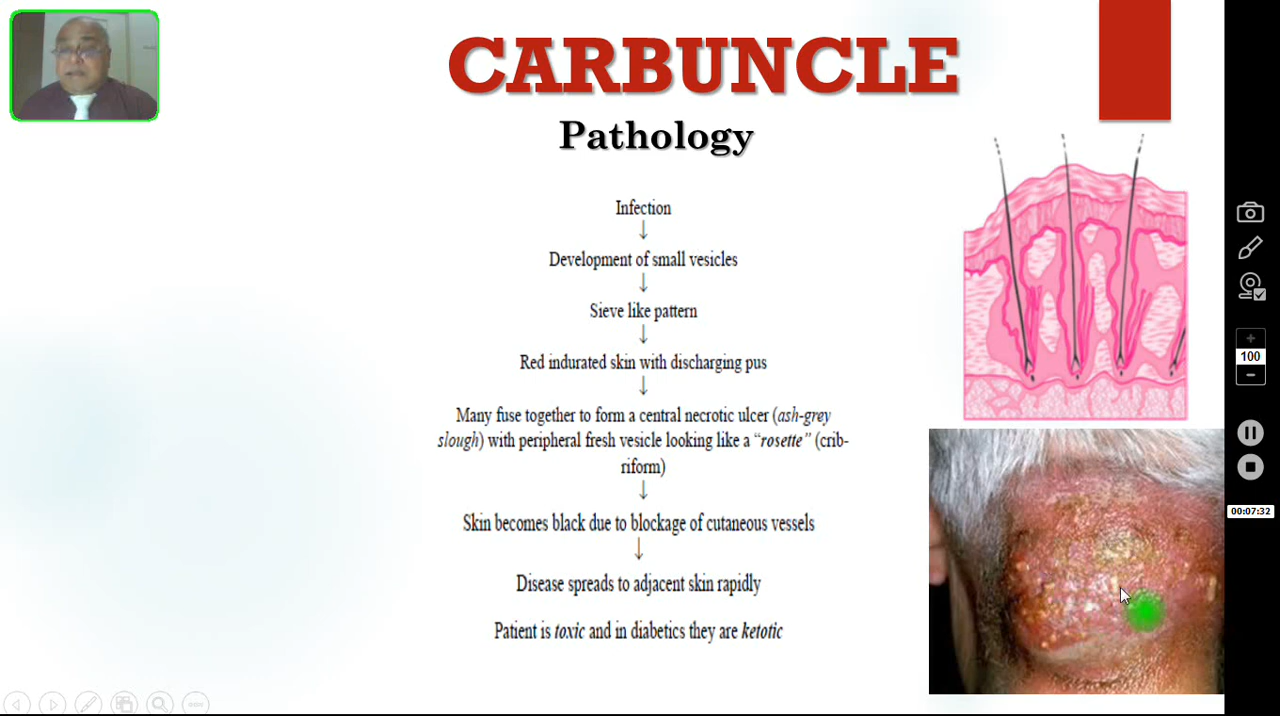 CARBUNCLE
Pathology
Infection
↓
Development of small vesicles
↓
Sieve like pattern
↓
Red indurated skin with discharging pus
↓
Many fuse together to form a central necrotic ulcer (ash-grey
slough) with peripheral fresh vesicle looking like a “rosette” (crib-
riform)
↓
Skin becomes black due to blockage of cutaneous vessels
↓
Disease spreads to adjacent skin rapidly
Patient is toxic and in diabetics they are ketotic
100
00:07:32